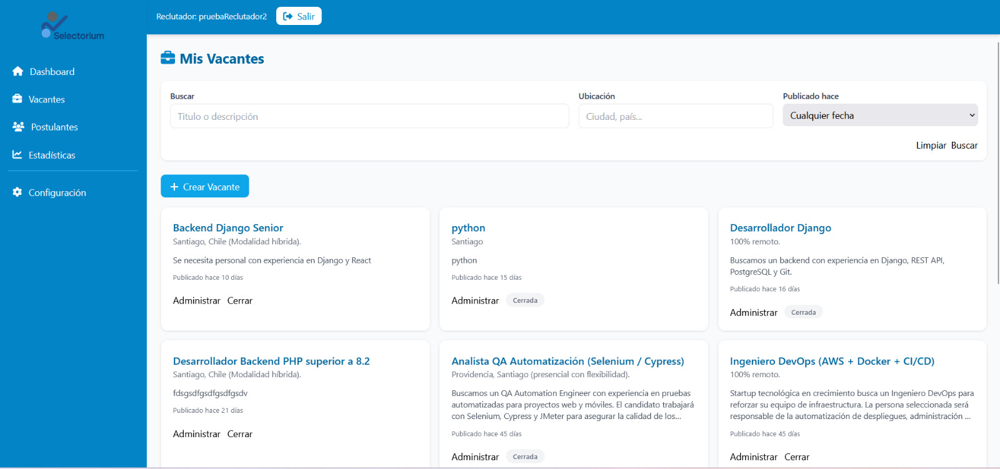 Selectorium
Reclutador: pruebaReclutador2
Salir
Dashboard
Vacantes
Postulantes
Estadísticas
Configuración
Mis Vacantes
Buscar
Ubicación
Publicado hace
Titulo o descripción
Ciudad, país...
Cualquier fecha
Limpiar Buscar
+ Crear Vacante
Backend Django Senior
Santiago, Chile (Modalidad híbrida).
Se necesita personal con experiencia en Django y React
Publicado hace 10 días
Administrar Cerrar
python
Santiago
python
Publicado hace 15 días
Administrar Cerrada
Desarrollador Django
100% remoto.
Buscamos un backend con experiencia en Django, REST API,
PostgreSQL y Git.
Publicado hace 16 días
Administrar Cerrada
Desarrollador Backend PHP superior a 8.2
Santiago, Chile (Modalidad híbrida).
fdsgsdfgsdfgsdfgsdv
Publicado hace 21 días
Administrar Cerrar
Analista QA Automatización (Selenium / Cypress)
Providencia, Santiago (presencial con flexibilidad).
Buscamos un QA Automation Engineer con experiencia en pruebas
automatizadas para proyectos web y móviles. El candidato trabajará
con Selenium, Cypress y JMeter para asegurar la calidad de los...
Publicado hace 45 días
Administrar Cerrada
Ingeniero DevOps (AWS + Docker + CI/CD)
100% remoto.
Startup tecnológica en crecimiento busca un Ingeniero DevOps para
reforzar su equipo de infraestructura. La persona seleccionada será
responsable de la automatización de despliegues, administración ...
Publicado hace 45 días
Administrar Cerrar